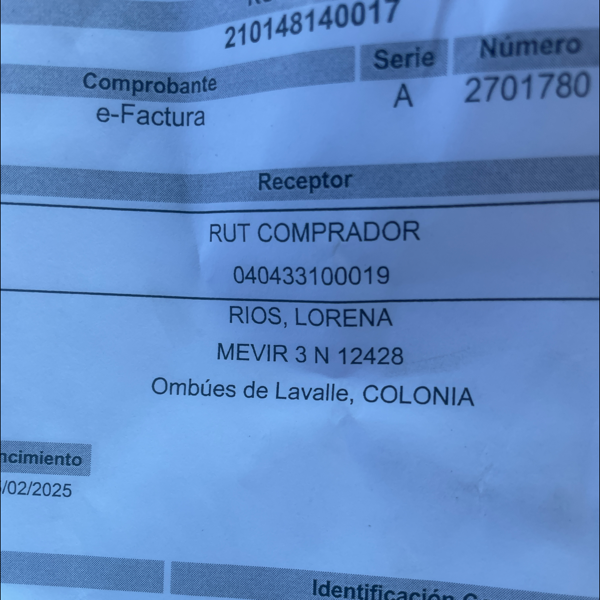 210148140017
Comprobante Serie Número
e-Factura A 2701780
Receptor
RUT COMPRADOR
040433100019
RIOS, LORENA
MEVIR 3 N 12428
Ombúes de Lavalle, COLONIA
ncimiento
/02/2025
Identificación